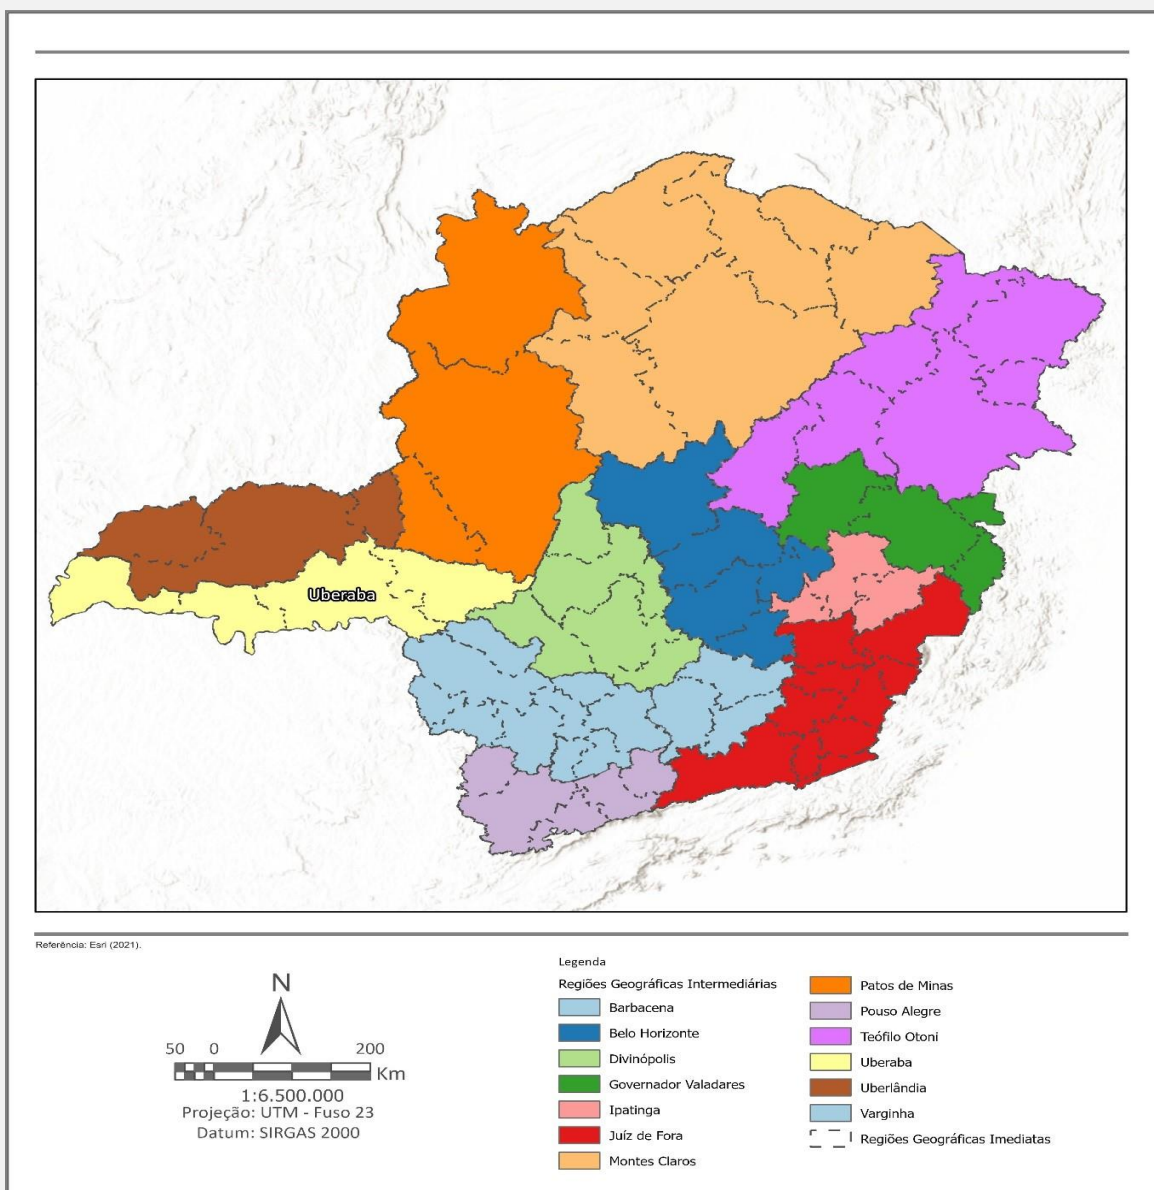 Uberaba
Referência: Esri (2021).
N
50 0 200
Km
1:6.500.000
Projeção: UTM - Fuso 23
Datum: SIRGAS 2000
Legenda
Regiões Geográficas Intermediárias
Barbacena
Belo Horizonte
Divinópolis
Governador Valadares
Ipatinga
Juíz de Fora
Montes Claros
Patos de Minas
Pouso Alegre
Teófilo Otoni
Uberaba
Uberlândia
Varginha
Regiões Geográficas Imediatas